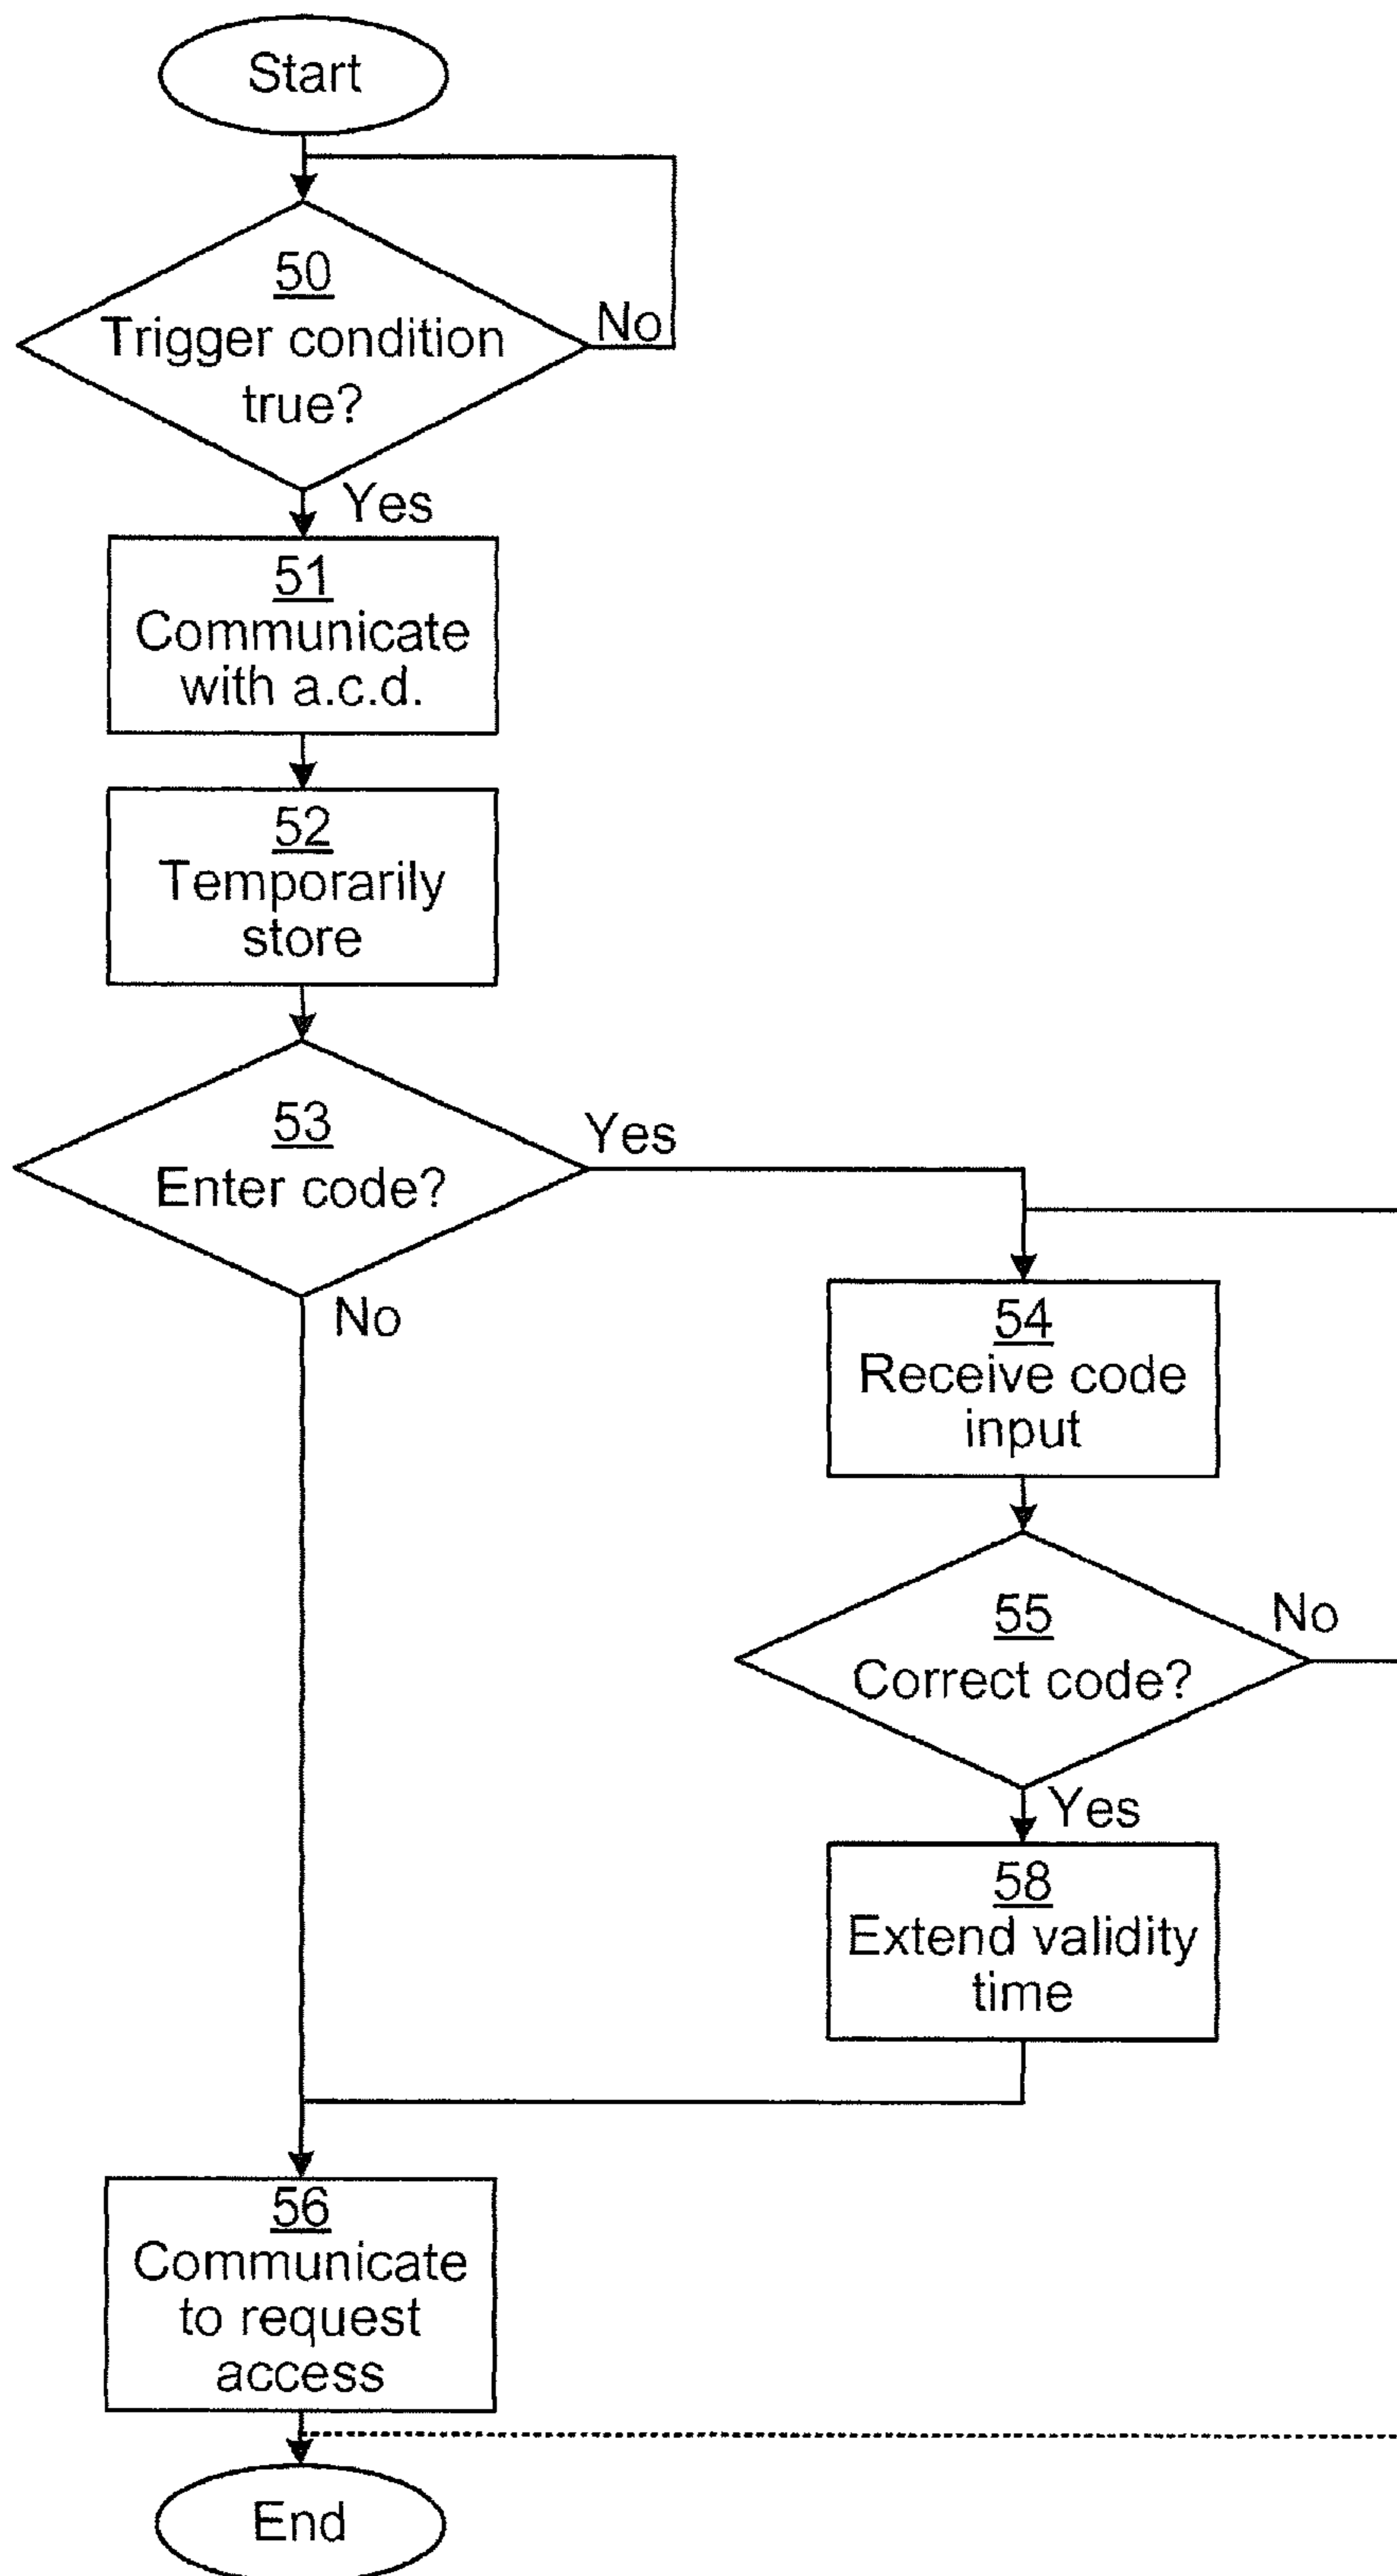 Start
50
Trigger condition
true?
No
Yes
51
Communicate
with a.c.d.
52
Temporarily
store
53
Enter code?
Yes
No
54
Receive code
input
55
Correct code?
No
Yes
58
Extend validity
time
56
Communicate
to request
access
End